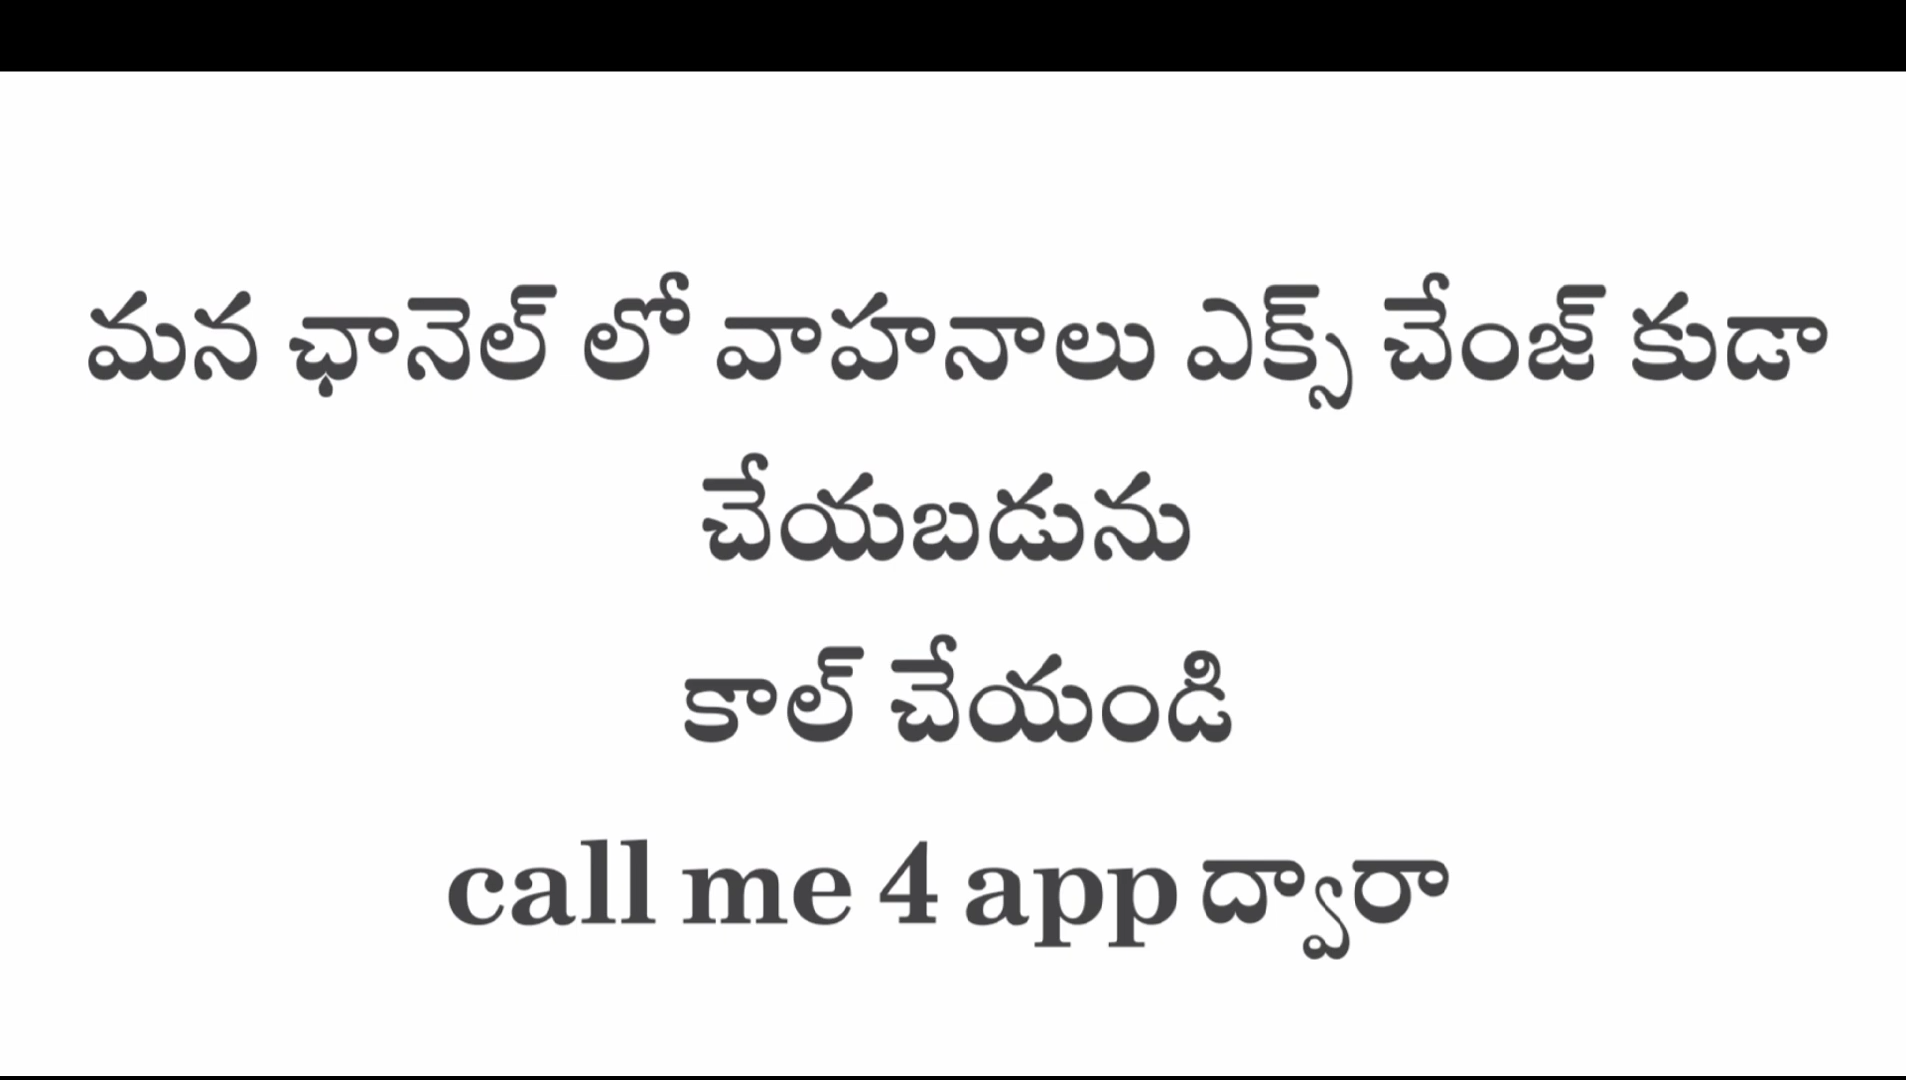 మన ఛానెల్ లో వాహనాలు ఎక్స్ చేంజ్ కుడా
చేయబడును
కాల్ చేయండి
call me 4 app ద్వారా